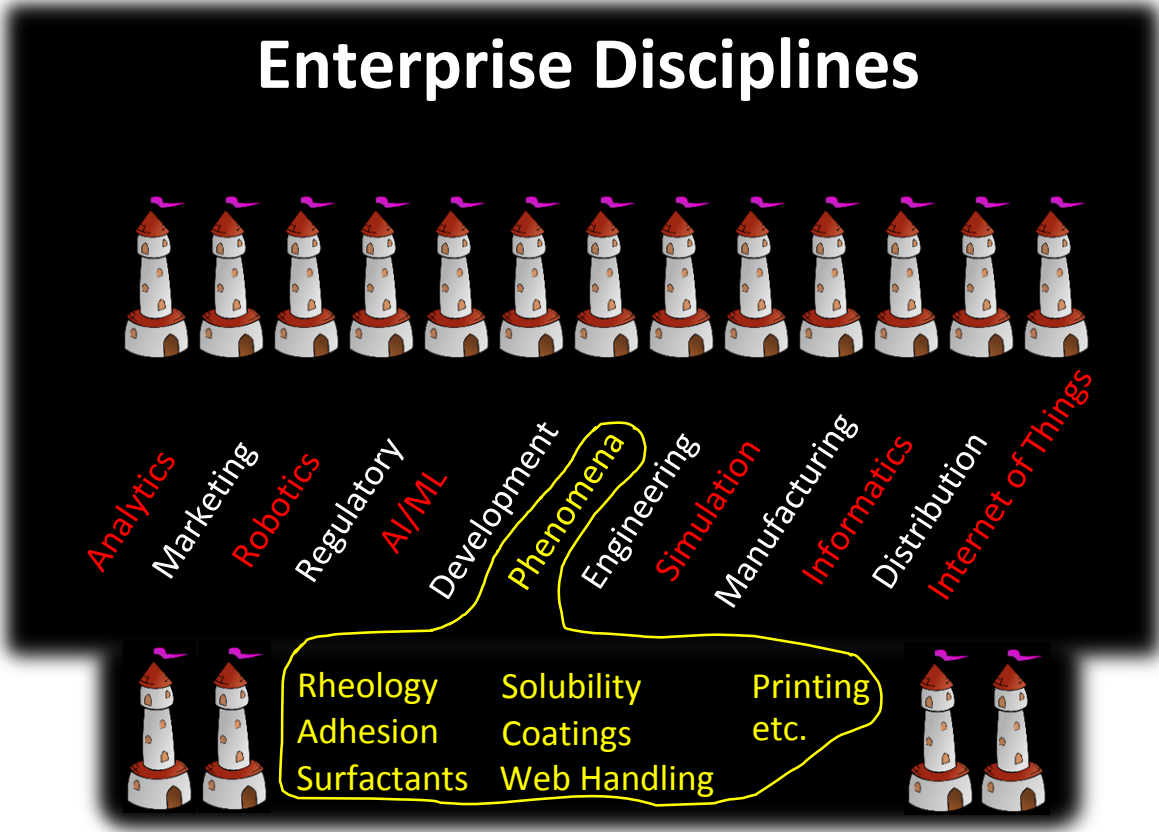 Enterprise Disciplines
Analytics
Marketing
Robotics
Regulatory
AI/ML
Development
Phenomena
Engineering
Simulation
Manufacturing
Informatics
Distribution
Internet of Things
Rheology
Adhesion
Surfactants
Solubility
Coatings
Web Handling
Printing
etc.